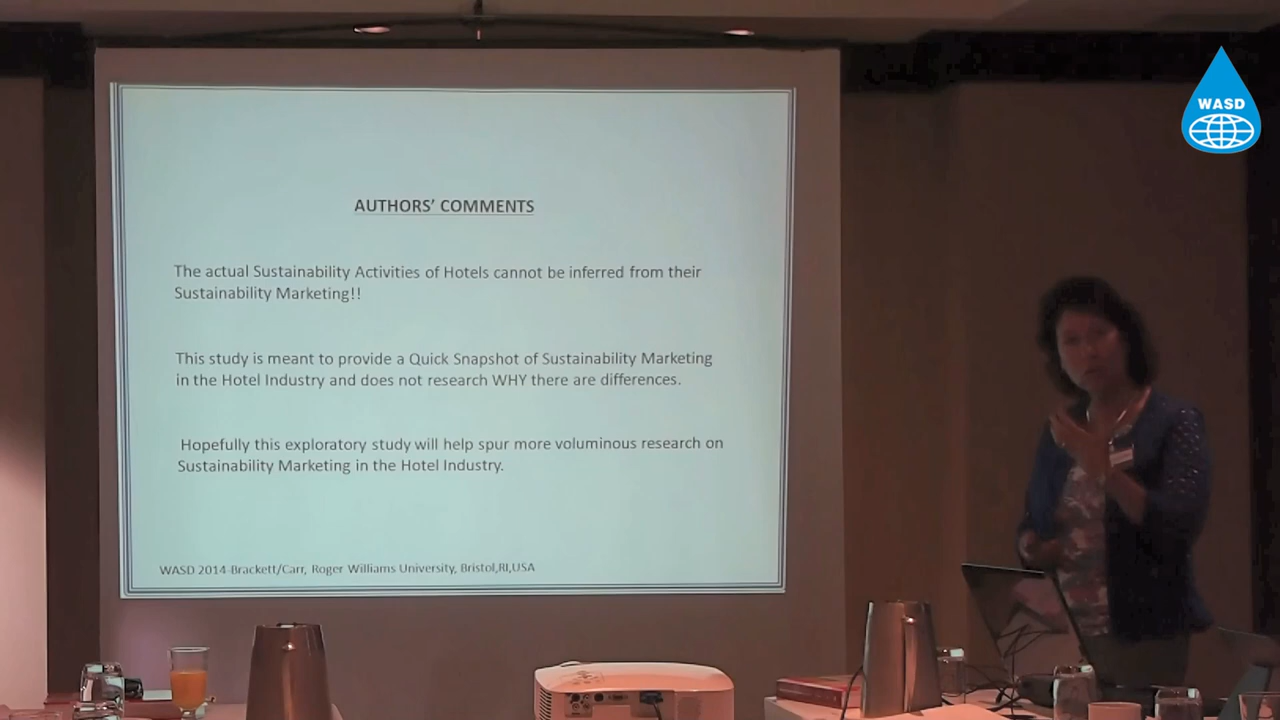 WASD
AUTHORS' COMMENTS
The actual Sustainability Activities of Hotels cannot be inferred from their
Sustainability Marketing!!
This study is meant to provide a Quick Snapshot of Sustainability Marketing
in the Hotel Industry and does not research WHY there are differences.
Hopefully this exploratory study will help spur more voluminous research on
Sustainability Marketing in the Hotel Industry.
WASD 2014-Brackett/Carr, Roger Williams University, Bristol,RI,USA